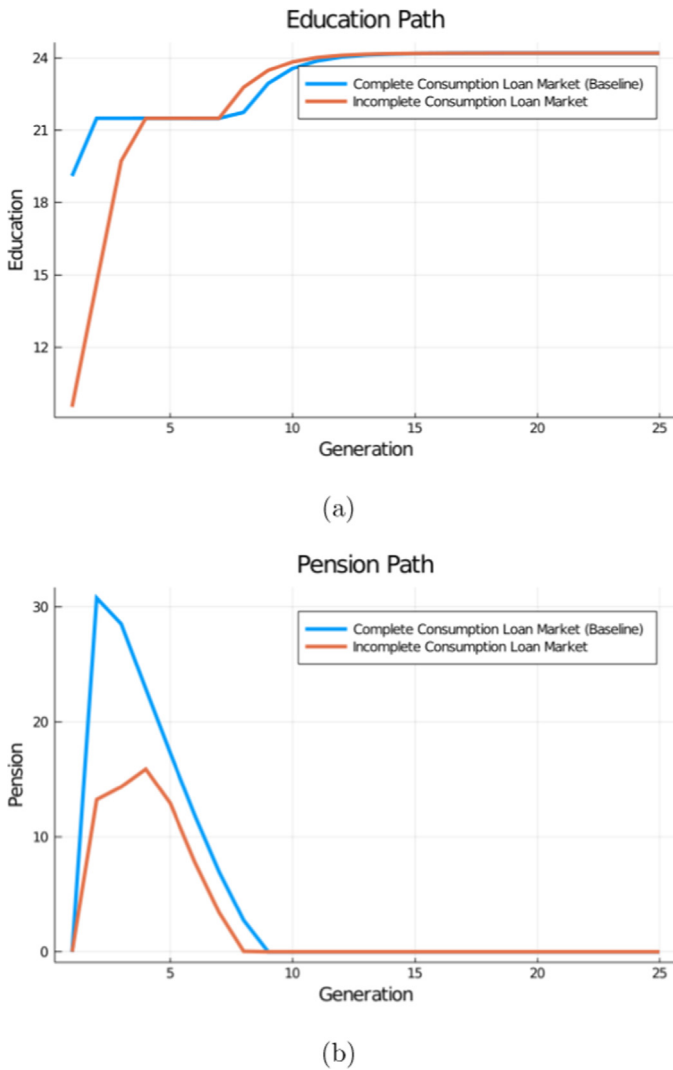 Education Path
24
21
18
15
12
Education
Complete Consumption Loan Market (Baseline)
Incomplete Consumption Loan Market
5 10 15 20 25
Generation
(a)
Pension Path
30
20
10
0
Pension
Complete Consumption Loan Market (Baseline)
Incomplete Consumption Loan Market
5 10 15 20 25
Generation
(b)